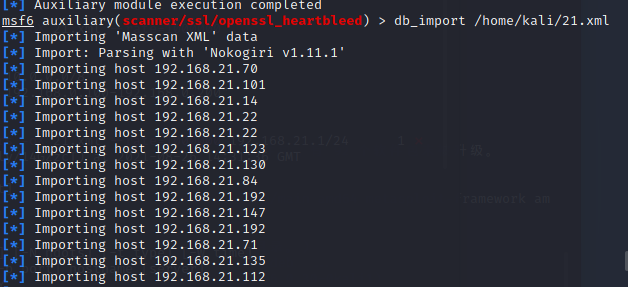 [*] Auxiliary module execution completed
msf6 auxiliary(scanner/ssl/openssl_heartbleed) > db_import /home/kali/21.xml
[*] Importing 'Masscan XML' data
[*] Import: Parsing with 'Nokogiri v1.11.1'
[*] Importing host 192.168.21.70
[*] Importing host 192.168.21.101
[*] Importing host 192.168.21.14
[*] Importing host 192.168.21.22
[*] Importing host 192.168.21.22
[*] Importing host 192.168.21.123
[*] Importing host 192.168.21.130
[*] Importing host 192.168.21.84
[*] Importing host 192.168.21.192
[*] Importing host 192.168.21.147
[*] Importing host 192.168.21.192
[*] Importing host 192.168.21.71
[*] Importing host 192.168.21.135
[*] Importing host 192.168.21.112